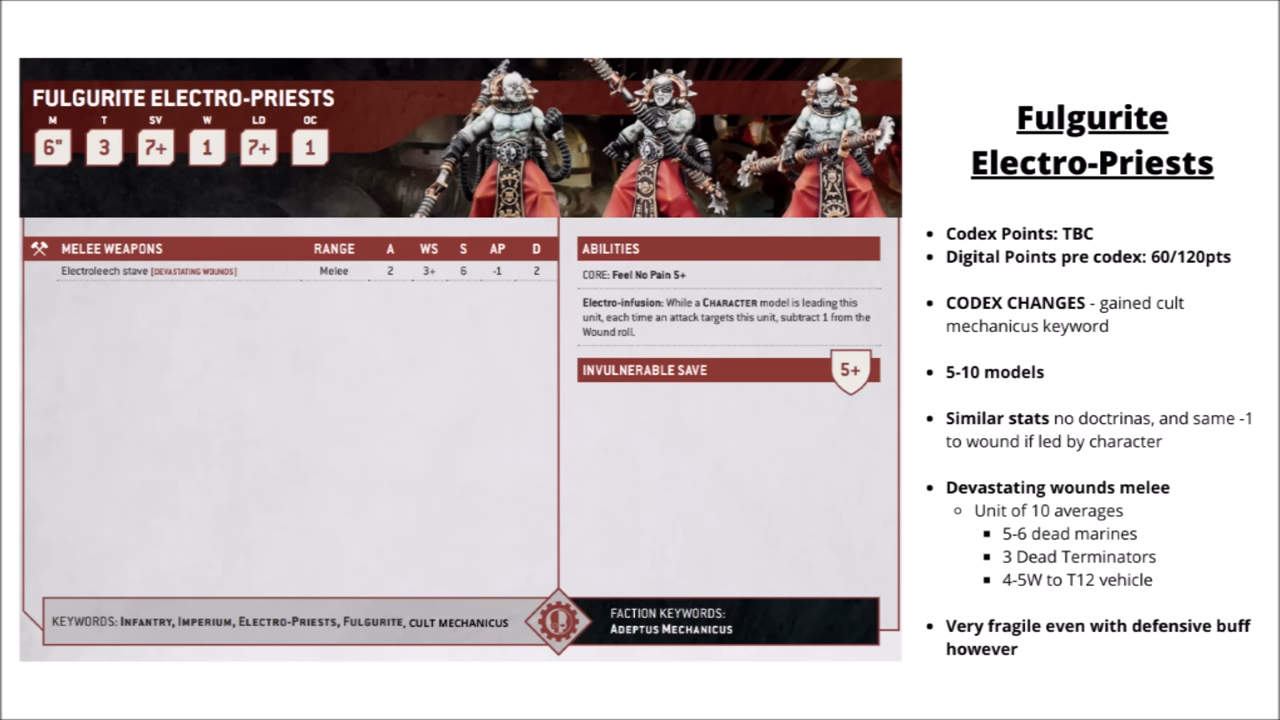 FULGURITE ELECTRO-PRIESTS
M T SV W LD OC
6" 3 7+ 1 7+ 1
MELEE WEAPONS RANGE A WS S AP D
Electroleech stave [DEVASTATING WOUNDS] Melee 2 3+ 6 -1 2
ABILITIES
CORE: Feel No Pain 5+
Electro-infusion: While a CHARACTER model is leading this
unit, each time an attack targets this unit, subtract 1 from the
Wound roll.
INVULNERABLE SAVE 5+
KEYWORDS: INFANTRY, IMPERIUM, ELECTRO-PRIESTS, FULGURITE, CULT MECHANICUS
FACTION KEYWORDS:
ADEPTUS MECHANICUS
Fulgurite
Electro-Priests
• Codex Points: TBC
• Digital Points pre codex: 60/120pts
• CODEX CHANGES - gained cult
mechanicus keyword
• 5-10 models
• Similar stats no doctrinas, and same -1
to wound if led by character
• Devastating wounds melee
◦ Unit of 10 averages
▪ 5-6 dead marines
▪ 3 Dead Terminators
▪ 4-5W to T12 vehicle
• Very fragile even with defensive buff
however